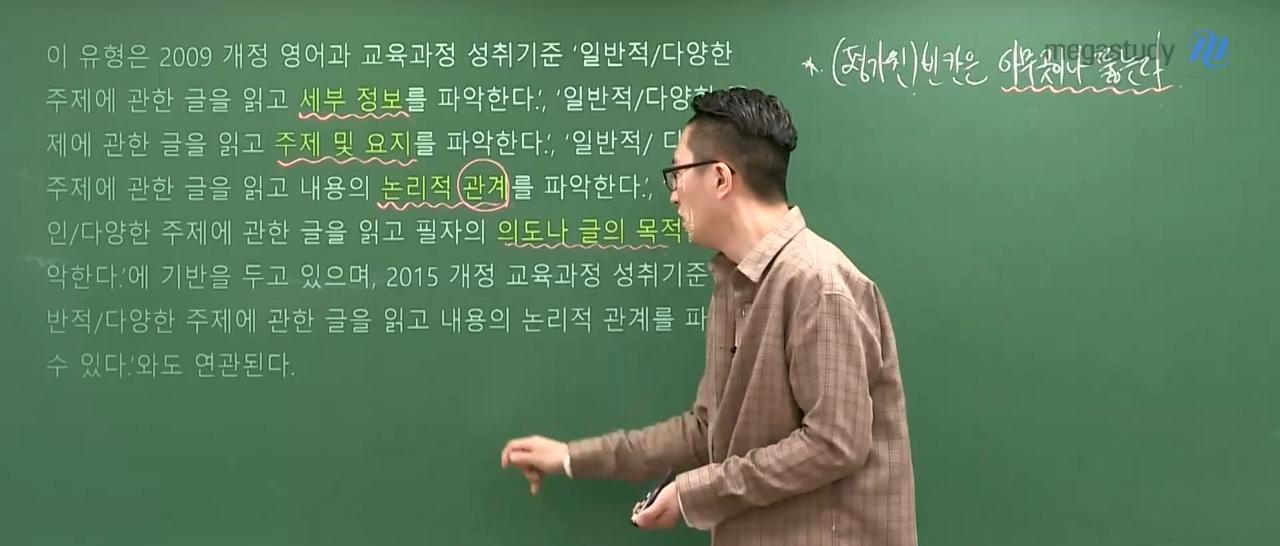 이 유형은 2009 개정 영어과 교육과정 성취기준 ‘일반적/다양한
주제에 관한 글을 읽고 세부 정보를 파악한다.’, ‘일반적/다양한
제에 관한 글을 읽고 주제 및 요지를 파악한다.’, ‘일반적/
주제에 관한 글을 읽고 내용의 논리적 관계를 파악한다.’,
인/다양한 주제에 관한 글을 읽고 필자의 의도나 글의 목적
악한다.’에 기반을 두고 있으며, 2015 개정 교육과정 성취기준
반적/다양한 주제에 관한 글을 읽고 내용의 논리적 관계를 파
수 있다.’와도 연관된다.
megastudy
*. (평가원) 빈칸은 아무곳이나 뚫는다.